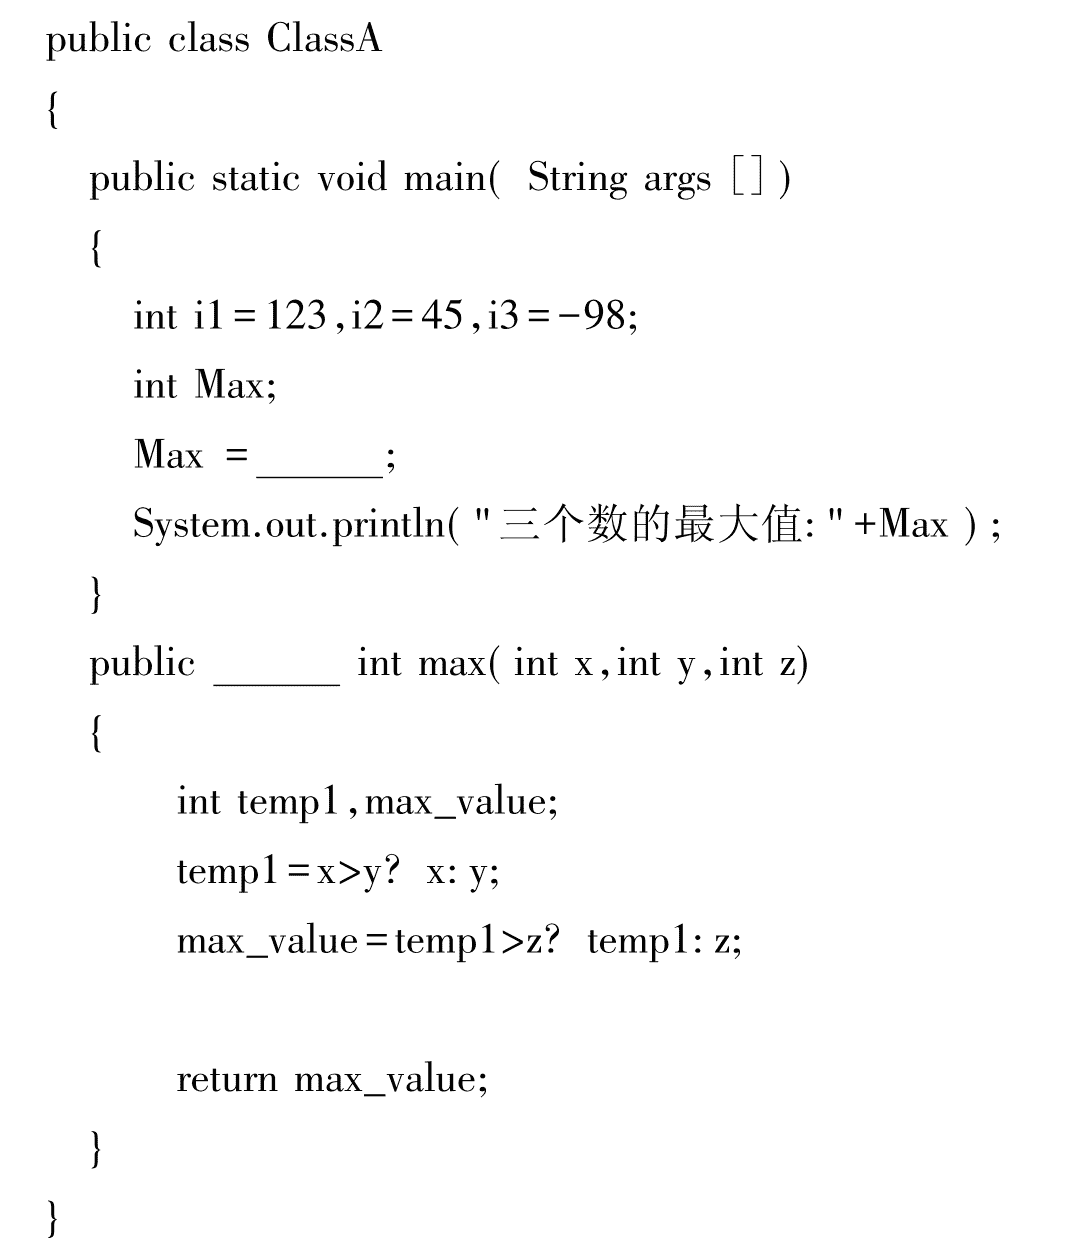 public class ClassA
{
public static void main( String args [] )
{
int i1=123,i2=45,i3=-98;
int Max;
Max =______;
System.out.println("三个数的最大值:"+Max );
}
public ______ int max( int x,int y,int z)
{
int temp1,max_value;
temp1=x>y? x: y;
max_value=temp1>z? temp1: z;
return max_value;
}
}